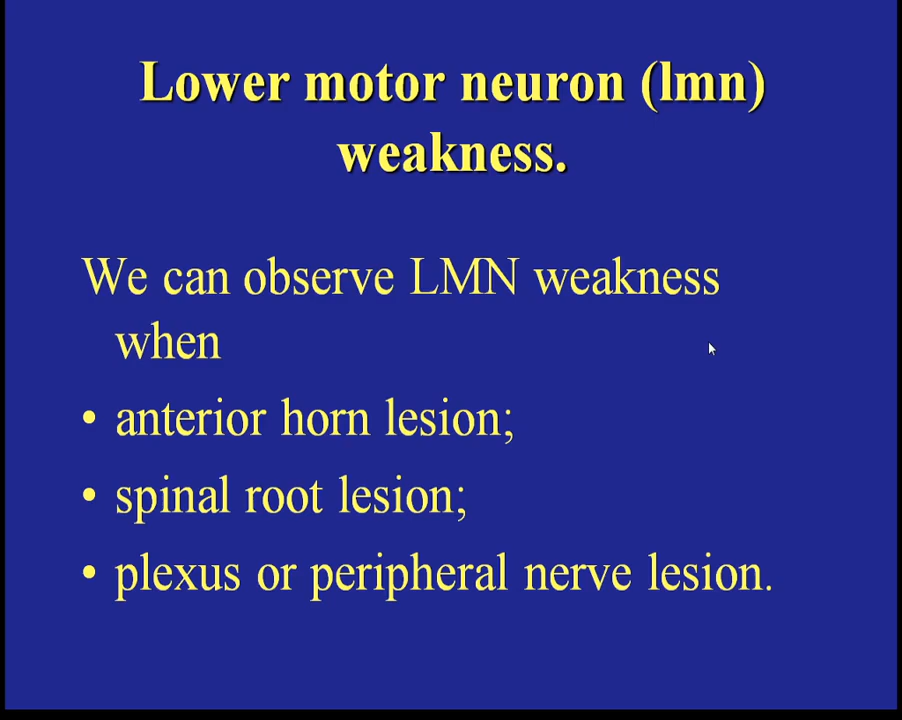 Lower motor neuron (lmn)
weakness.
We can observe LMN weakness
when
• anterior horn lesion;
• spinal root lesion;
• plexus or peripheral nerve lesion.